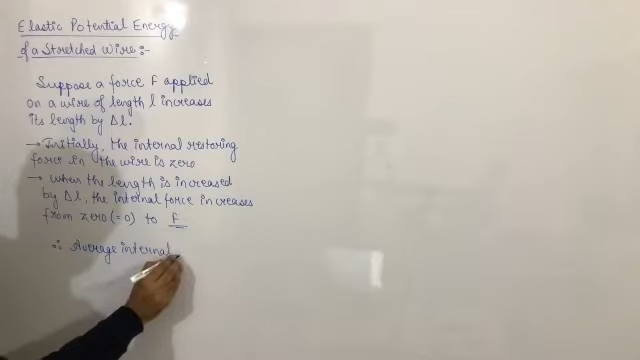 Elastic Potential Energy
of a Stretched Wire :-
Suppose a force F applied
on a wire of length l increases
its length by Δl.
→ Initially, the internal restoring
force in the wire is zero.
→ When the length is increased
by Δl, the internal force increases
from zero (=0) to F
∴ Average internal